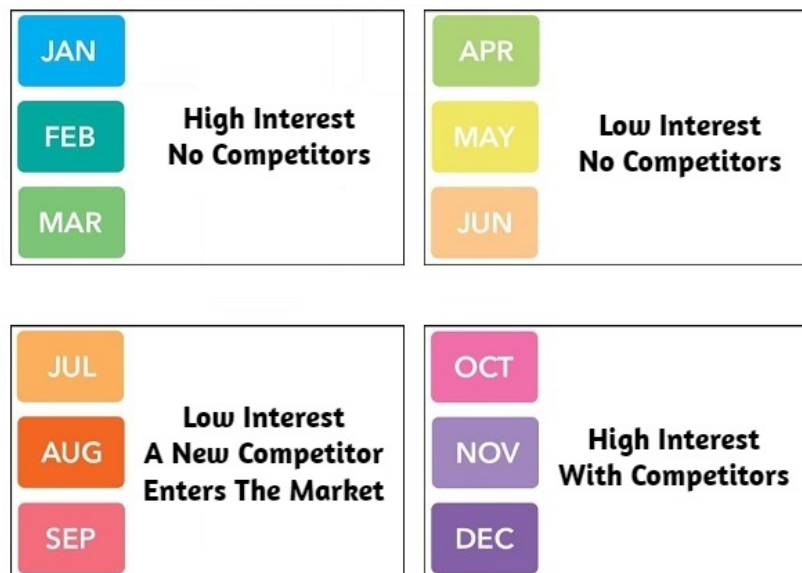 JAN
FEB
MAR
High Interest
No Competitors
APR
MAY
JUN
Low Interest
No Competitors
JUL
AUG
SEP
Low Interest
A New Competitor
Enters The Market
OCT
NOV
DEC
High Interest
With Competitors